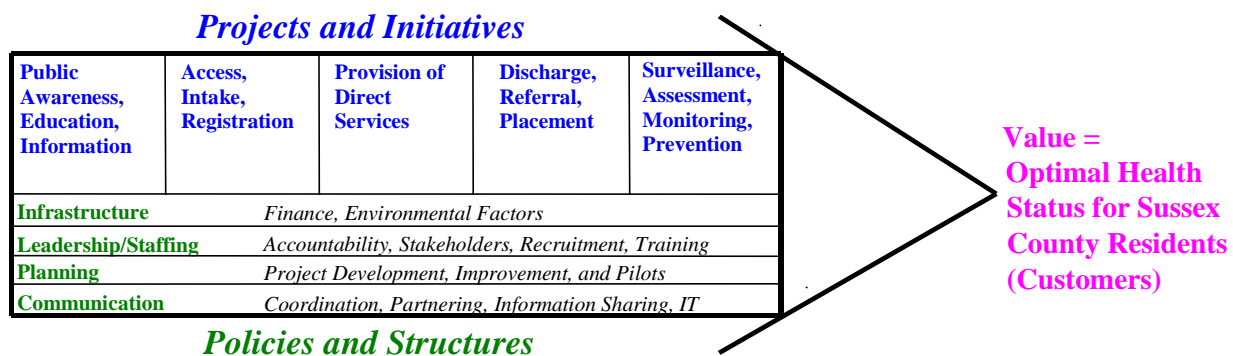 Projects and Initiatives
Public
Awareness,
Education,
Information
Access,
Intake,
Registration
Provision of
Direct
Services
Discharge,
Referral,
Placement
Surveillance,
Assessment,
Monitoring,
Prevention
Infrastructure Finance, Environmental Factors
Leadership/Staffing Accountability, Stakeholders, Recruitment, Training
Planning Project Development, Improvement, and Pilots
Communication Coordination, Partnering, Information Sharing, IT
Policies and Structures
Value =
Optimal Health
Status for Sussex
County Residents
(Customers)